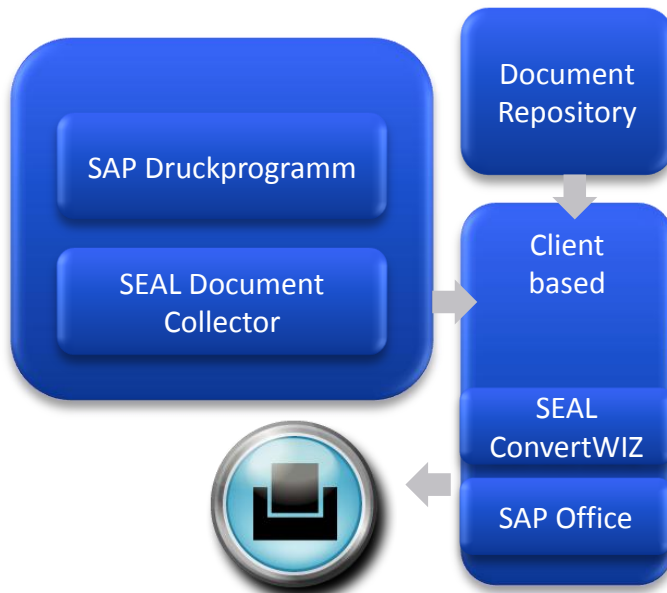 SAP Druckprogramm
SEAL Document
Collector
Document
Repository
Client
based
SEAL
ConvertWIZ
SAP Office